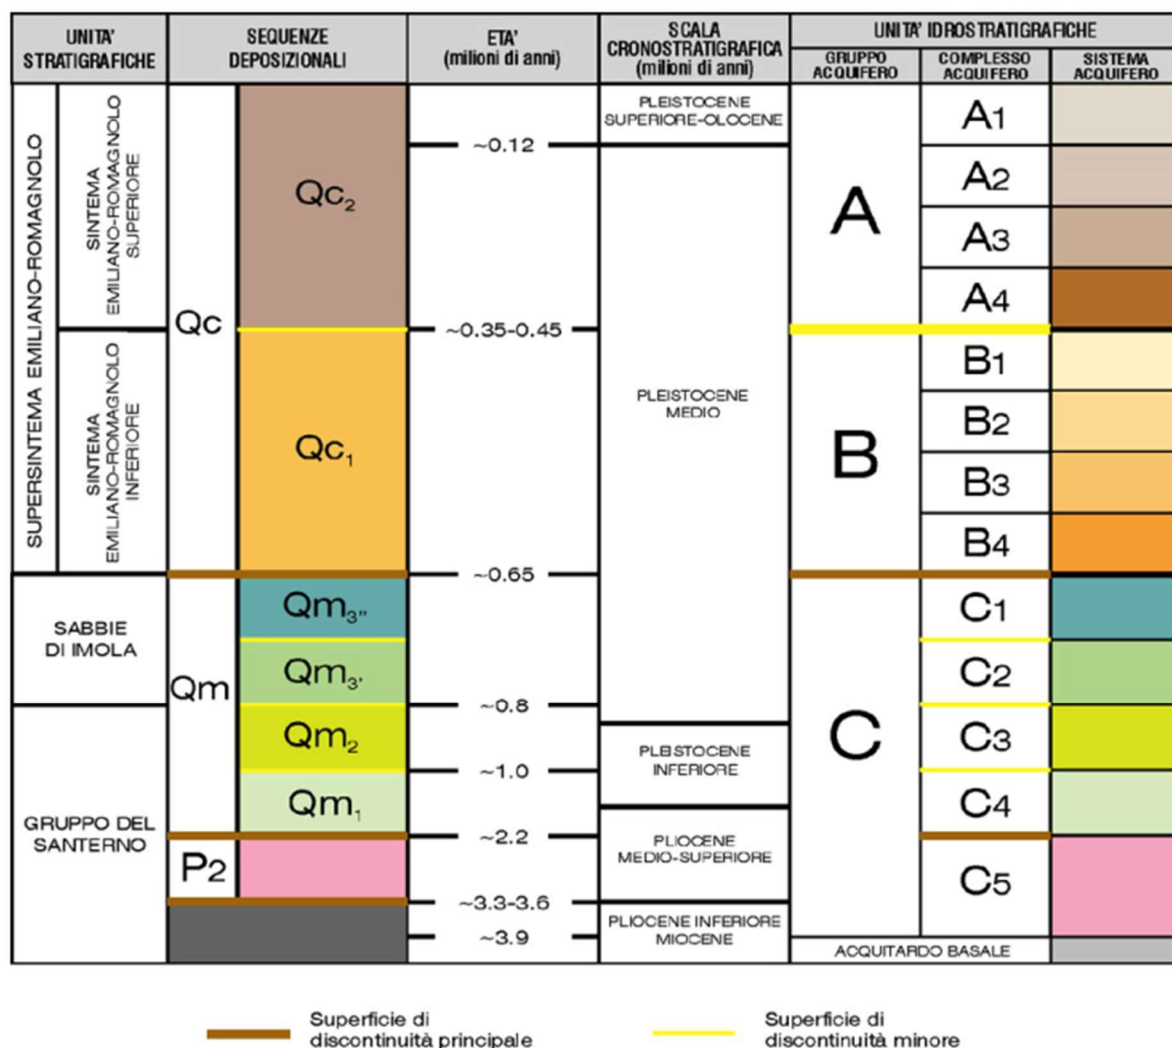 UNITA' STRATIGRAFICHE
SEQUENZE DEPOSIZIONALI
ETA'
(milioni di anni)
SCALA CRONOSTRATIGRAFICA
(milioni di anni)
UNITA' IDROSTRATIGRAFICHE
GRUPPO ACQUIFERO
COMPLESSO ACQUIFERO
SISTEMA ACQUIFERO
SUPERSINTEMA EMILIANO-ROMAGNOLO
SINTEMA
EMILIANO-ROMAGNOLO
SUPERIORE
SINTEMA
EMILIANO-ROMAGNOLO
INFERIORE
SABBIE
DI IMOLA
GRUPPO DEL
SANTERNO
Qc
Qm
P2
Qc2
Qc1
Qm3"
Qm3'
Qm2
Qm1
~0.12
~0.35-0.45
~0.65
~0.8
~1.0
~2.2
~3.3-3.6
~3.9
PLEISTOCENE
SUPERIORE-OLOCENE
PLEISTOCENE
MEDIO
PLEISTOCENE
INFERIORE
PLIOCENE
MEDIO-SUPERIORE
PLIOCENE INFERIORE
MIOCENE
A
B
C
A1
A2
A3
A4
B1
B2
B3
B4
C1
C2
C3
C4
C5
ACQUITARDO BASALE
Superficie di
discontinuità principale
Superficie di
discontinuità minore